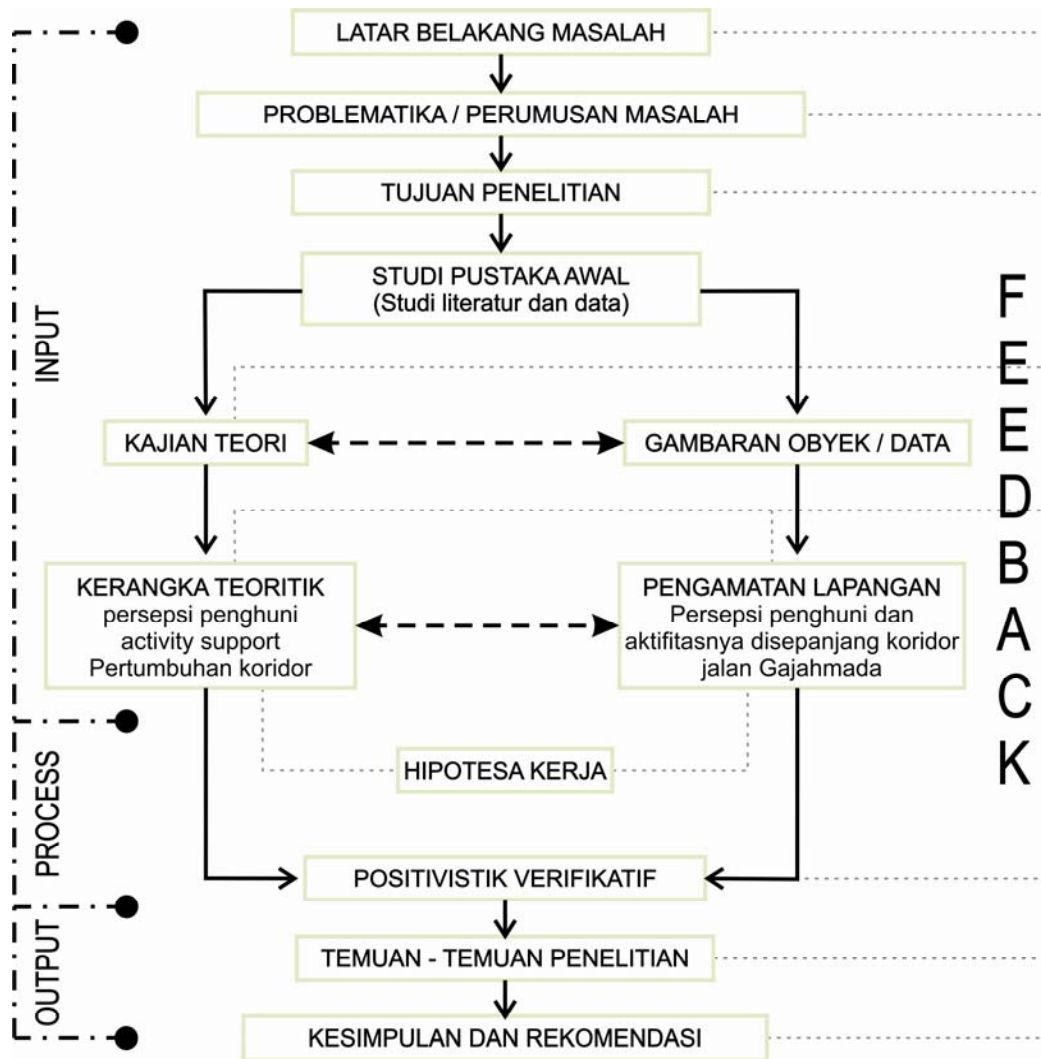 LATAR BELAKANG MASALAH
PROBLEMATIKA / PERUMUSAN MASALAH
TUJUAN PENELITIAN
STUDI PUSTAKA AWAL
(Studi literatur dan data)
INPUT
KAJIAN TEORI
GAMBARAN OBYEK / DATA
KERANGKA TEORITIK
persepsi penghuni
activity support
Pertumbuhan koridor
PENGAMATAN LAPANGAN
Persepsi penghuni dan
aktifitasnya disepanjang koridor
jalan Gajahmada
HIPOTESA KERJA
PROCESS
POSITIVISTIK VERIFIKATIF
OUTPUT
TEMUAN - TEMUAN PENELITIAN
KESIMPULAN DAN REKOMENDASI
FEEDBACK